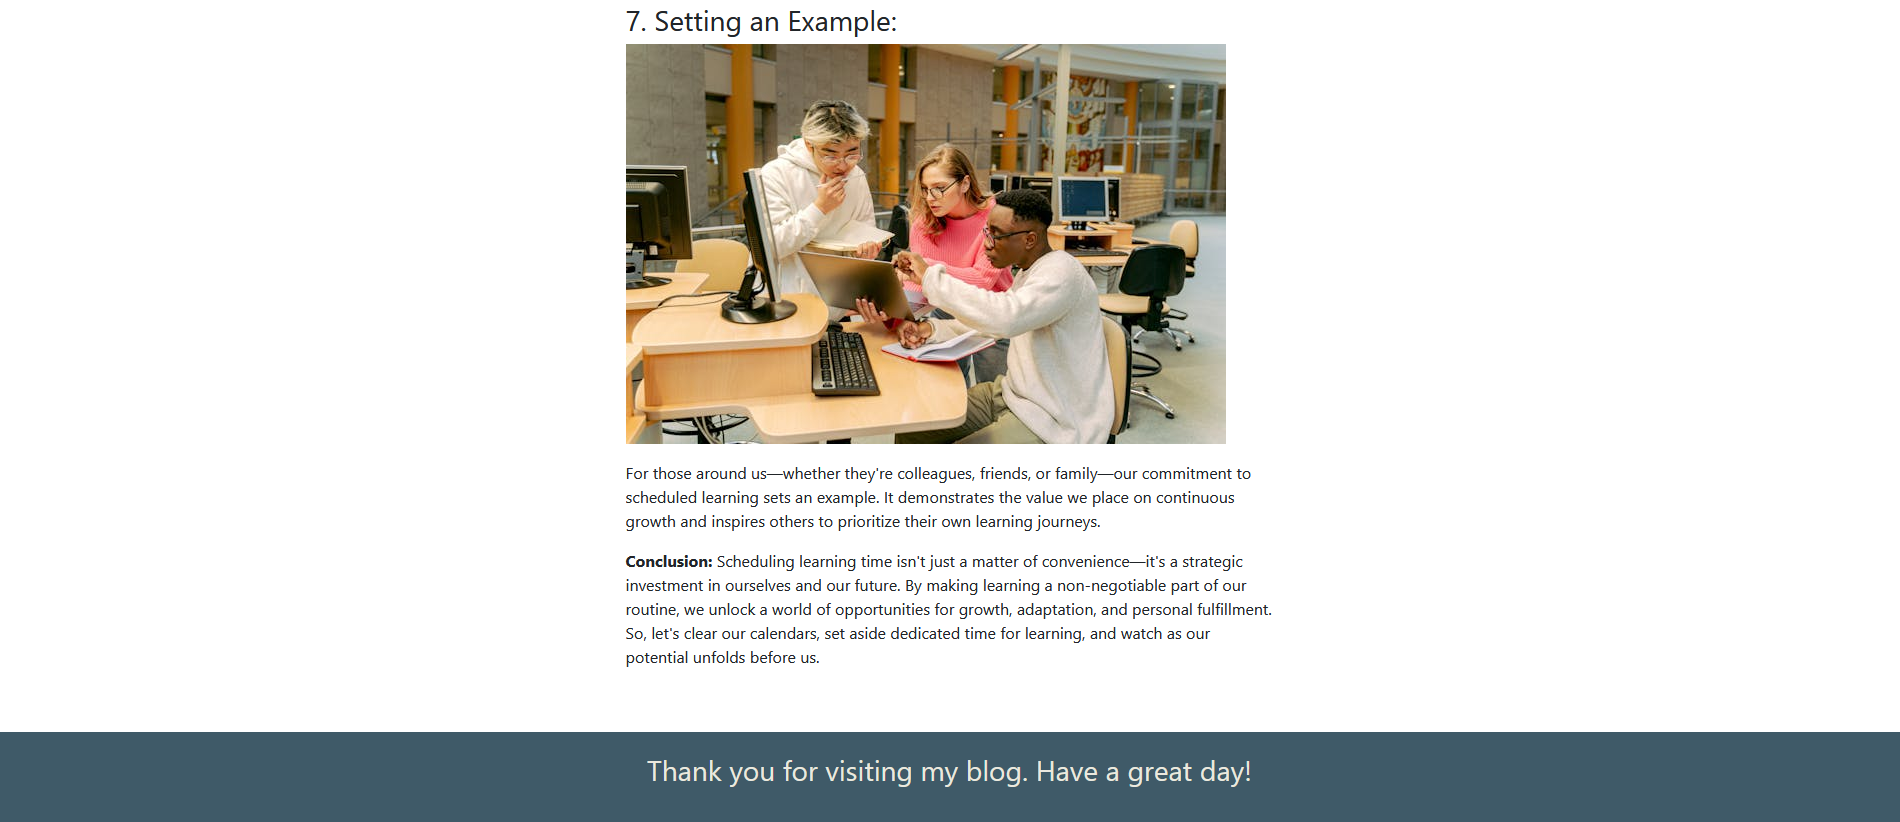 7. Setting an Example:
For those around us—whether they're colleagues, friends, or family—our commitment to
scheduled learning sets an example. It demonstrates the value we place on continuous
growth and inspires others to prioritize their own learning journeys.
Conclusion: Scheduling learning time isn't just a matter of convenience—it's a strategic
investment in ourselves and our future. By making learning a non-negotiable part of our
routine, we unlock a world of opportunities for growth, adaptation, and personal fulfillment.
So, let's clear our calendars, set aside dedicated time for learning, and watch as our
potential unfolds before us.
Thank you for visiting my blog. Have a great day!